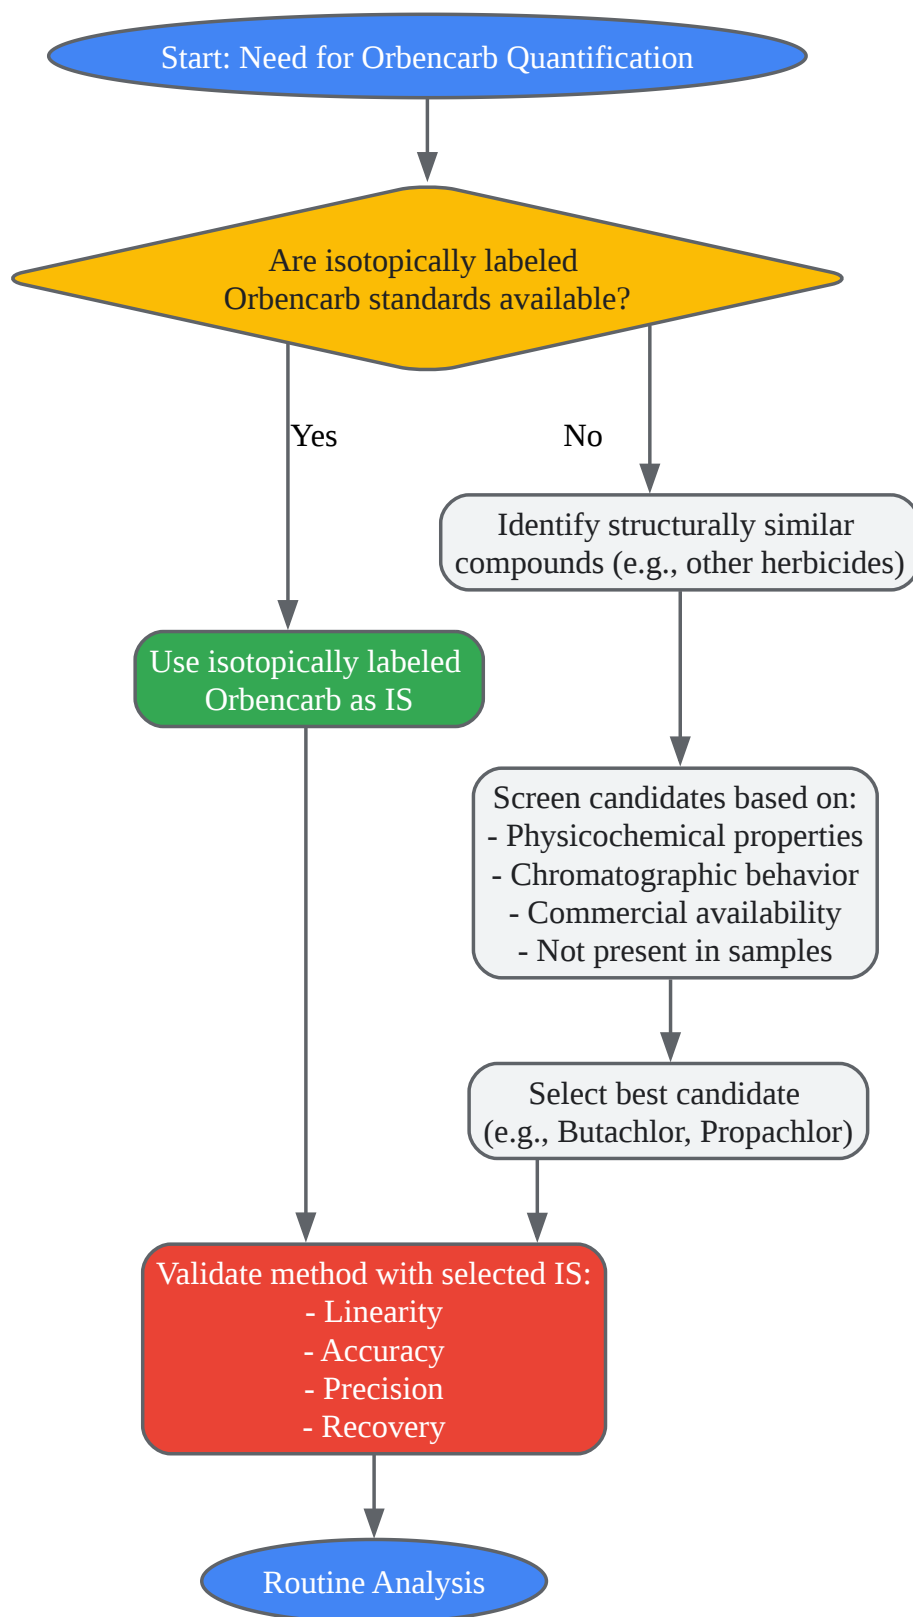 Start: Need for Orbencarb Quantification
Are isotopically labeled
Orbencarb standards available?
Yes
No
Identify structurally similar
compounds (e.g., other herbicides)
Use isotopically labeled
Orbencarb as IS
Screen candidates based on:
- Physicochemical properties
- Chromatographic behavior
- Commercial availability
- Not present in samples
Select best candidate
(e.g., Butachlor, Propachlor)
Validate method with selected IS:
- Linearity
- Accuracy
- Precision
- Recovery
Routine Analysis